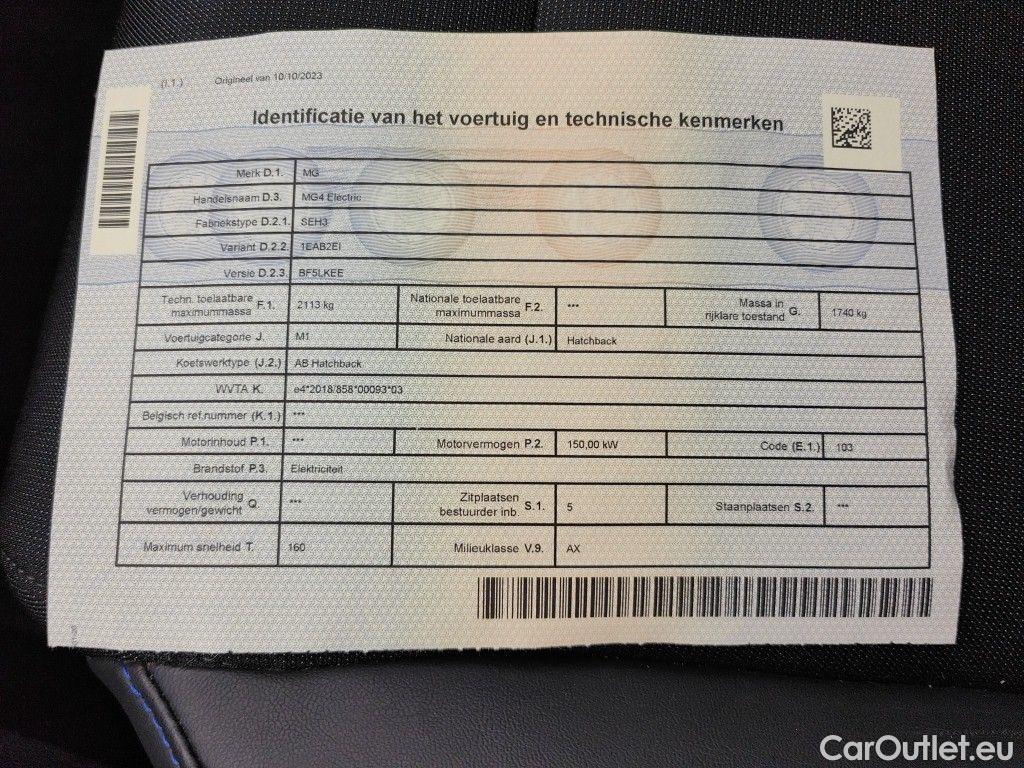 (I.1.) Origineel van 10/10/2023
Identificatie van het voertuig en technische kenmerken
Merk D.1. MG
Handelsnaam D.3. MG4 Electric
Fabriekstype D.2.1. SEH3
Variant D.2.2. 1EAB2EI
Versie D.2.3. BF5LKEE
Techn. toelaatbare maximummassa F.1. 2113 kg Nationale toelaatbare maximummassa F.2. *** Massa in rijklare toestand G. 1740 kg
Voertuigcategorie J. M1 Nationale aard (J.1.) Hatchback
Koetswerktype (J.2.) AB Hatchback
WVTA K. e4*2018/858*00093*03
Belgisch ref.nummer (K.1.) ***
Motorinhoud P.1. *** Motorvermogen P.2. 150,00 kW Code (E.1.) 103
Brandstof P.3. Elektriciteit
Verhouding vermogen/gewicht Q. *** Zitplaatsen bestuurder inb S.1. 5 Staanplaatsen S.2. ***
Maximum snelheid T. 160 Milieuklasse V.9. AX
CarOutlet.eu